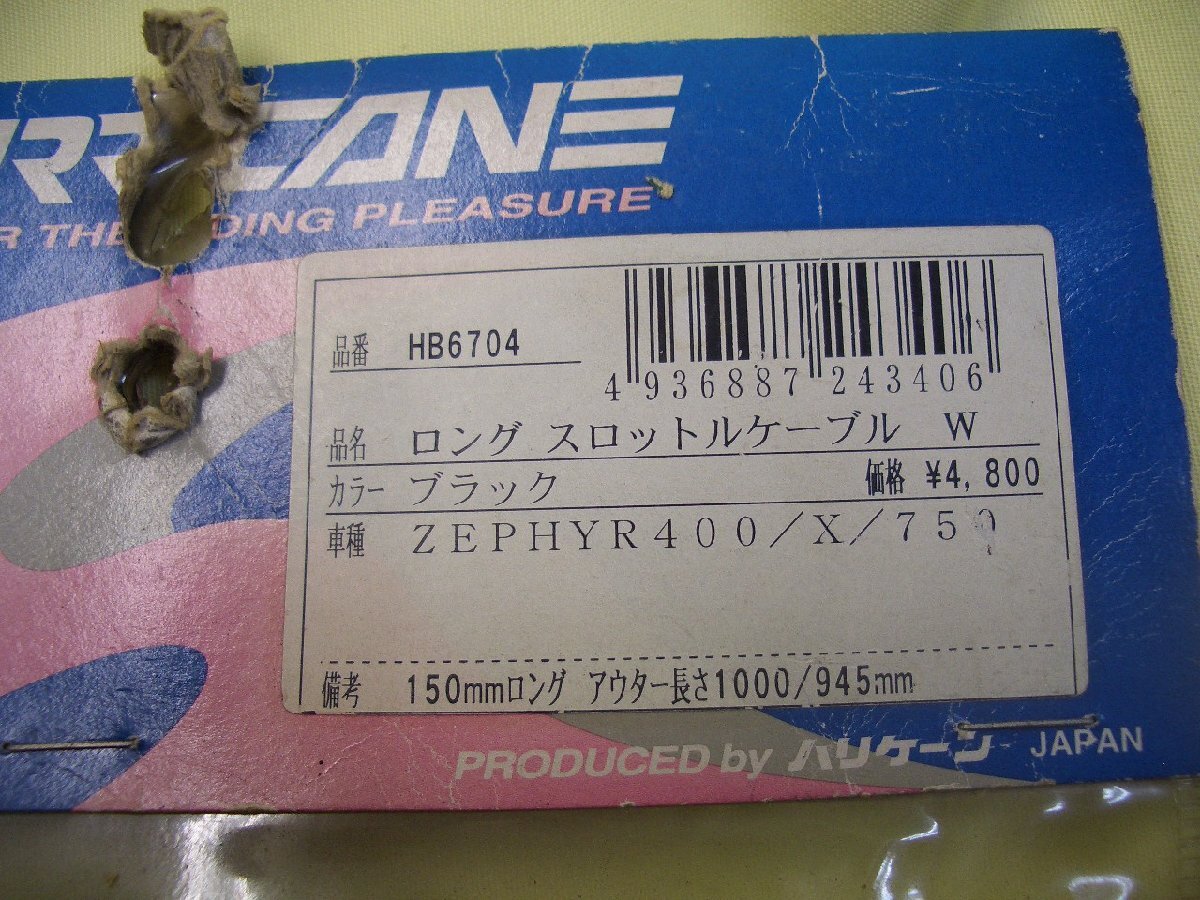 URRICANE
R THE RIDING PLEASURE
品番 HB6704
4 936887 243406
品名 ロング スロットルケーブル W
カラー ブラック 価格 ¥4,800
車種 ZEPHYR400/X/750
備考 150mmロング アウター長さ1000/945mm
PRODUCED by ハリケーン JAPAN